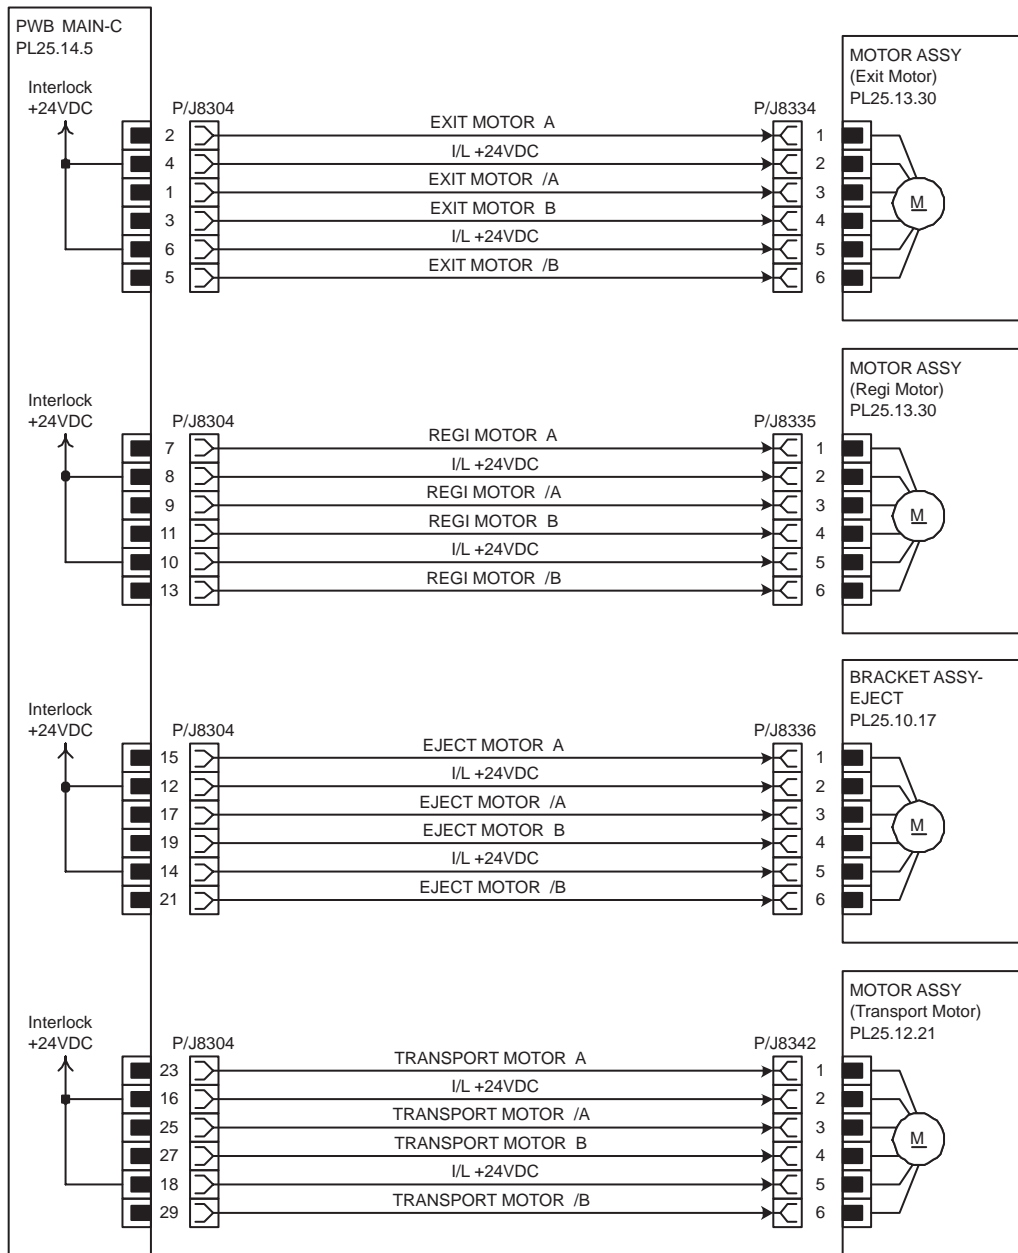 PWB MAIN-C
PL25.14.5
MOTOR ASSY
(Exit Motor)
PL25.13.30
Interlock
+24VDC
P/J8304
P/J8334
2 EXIT MOTOR A 1
4 I/L +24VDC 2
1 EXIT MOTOR /A 3
3 EXIT MOTOR B 4
6 I/L +24VDC 5
5 EXIT MOTOR /B 6
M
MOTOR ASSY
(Regi Motor)
PL25.13.30
Interlock
+24VDC
P/J8304
P/J8335
7 REGI MOTOR A 1
8 I/L +24VDC 2
9 REGI MOTOR /A 3
11 REGI MOTOR B 4
10 I/L +24VDC 5
13 REGI MOTOR /B 6
M
BRACKET ASSY-
EJECT
PL25.10.17
Interlock
+24VDC
P/J8304
P/J8336
15 EJECT MOTOR A 1
12 I/L +24VDC 2
17 EJECT MOTOR /A 3
19 EJECT MOTOR B 4
14 I/L +24VDC 5
21 EJECT MOTOR /B 6
M
MOTOR ASSY
(Transport Motor)
PL25.12.21
Interlock
+24VDC
P/J8304
P/J8342
23 TRANSPORT MOTOR A 1
16 I/L +24VDC 2
25 TRANSPORT MOTOR /A 3
27 TRANSPORT MOTOR B 4
18 I/L +24VDC 5
29 TRANSPORT MOTOR /B 6
M